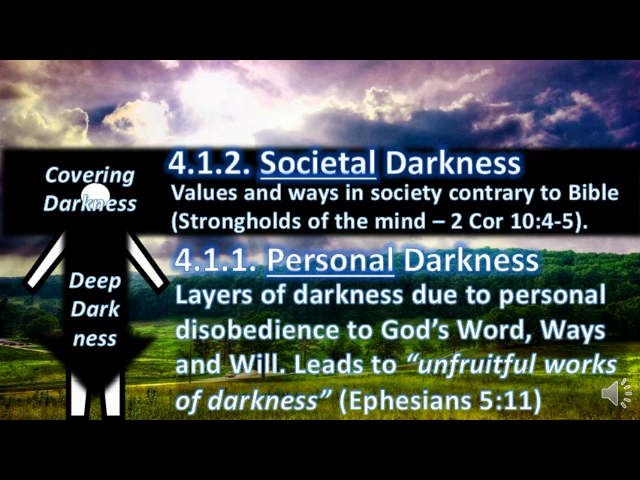 Covering
Darkness
4.1.2. Societal Darkness
Values and ways in society contrary to Bible
(Strongholds of the mind – 2 Cor 10:4-5).
4.1.1. Personal Darkness
Layers of darkness due to personal
disobedience to God's Word, Ways
and Will. Leads to “unfruitful works
of darkness” (Ephesians 5:11)
Deep
Dark
ness